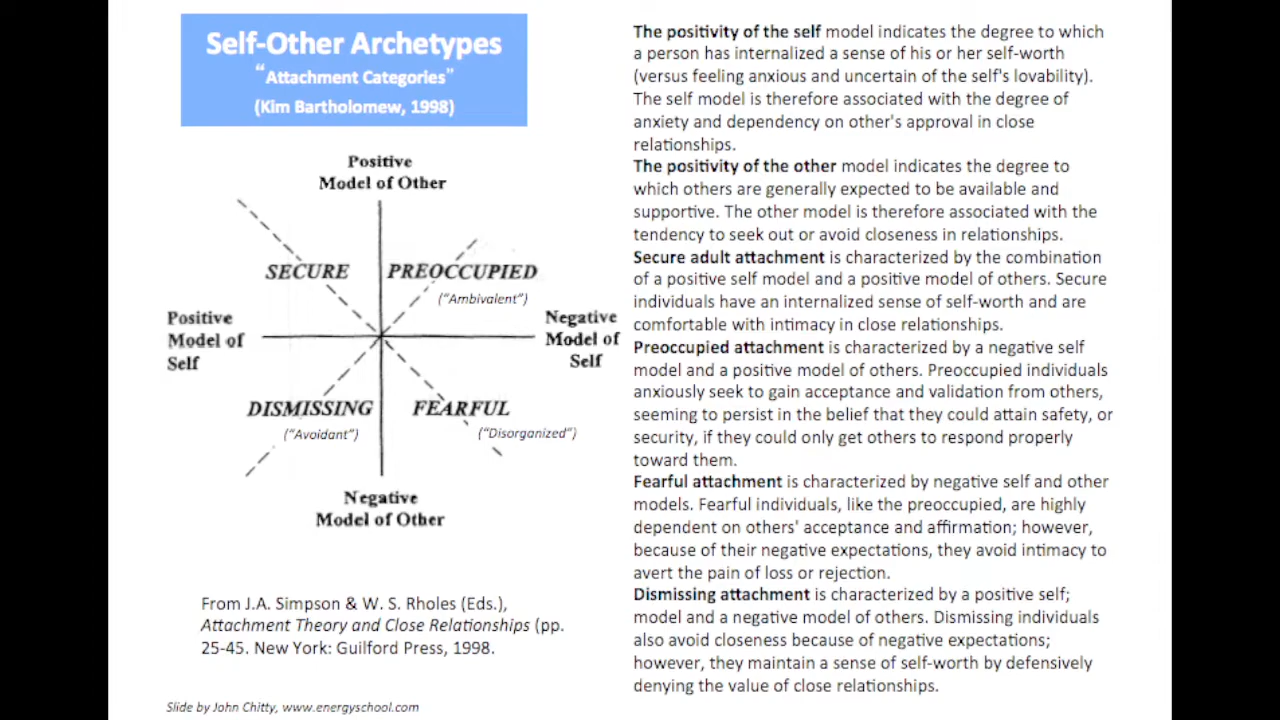 Self-Other Archetypes
“Attachment Categories”
(Kim Bartholomew, 1998)
Positive
Model of Other
SECURE
PREOCCUPIED
("Ambivalent")
Positive
Model of
Self
Negative
Model of
Self
DISMISSING
("Avoidant")
FEARFUL
("Disorganized")
Negative
Model of Other
From J.A. Simpson & W. S. Rholes (Eds.),
Attachment Theory and Close Relationships (pp.
25-45. New York: Guilford Press, 1998.
Slide by John Chitty, www.energyschool.com
The positivity of the self model indicates the degree to which
a person has internalized a sense of his or her self-worth
(versus feeling anxious and uncertain of the self's lovability).
The self model is therefore associated with the degree of
anxiety and dependency on other's approval in close
relationships.
The positivity of the other model indicates the degree to
which others are generally expected to be available and
supportive. The other model is therefore associated with the
tendency to seek out or avoid closeness in relationships.
Secure adult attachment is characterized by the combination
of a positive self model and a positive model of others. Secure
individuals have an internalized sense of self-worth and are
comfortable with intimacy in close relationships.
Preoccupied attachment is characterized by a negative self
model and a positive model of others. Preoccupied individuals
anxiously seek to gain acceptance and validation from others,
seeming to persist in the belief that they could attain safety, or
security, if they could only get others to respond properly
toward them.
Fearful attachment is characterized by negative self and other
models. Fearful individuals, like the preoccupied, are highly
dependent on others' acceptance and affirmation; however,
because of their negative expectations, they avoid intimacy to
avert the pain of loss or rejection.
Dismissing attachment is characterized by a positive self;
model and a negative model of others. Dismissing individuals
also avoid closeness because of negative expectations;
however, they maintain a sense of self-worth by defensively
denying the value of close relationships.